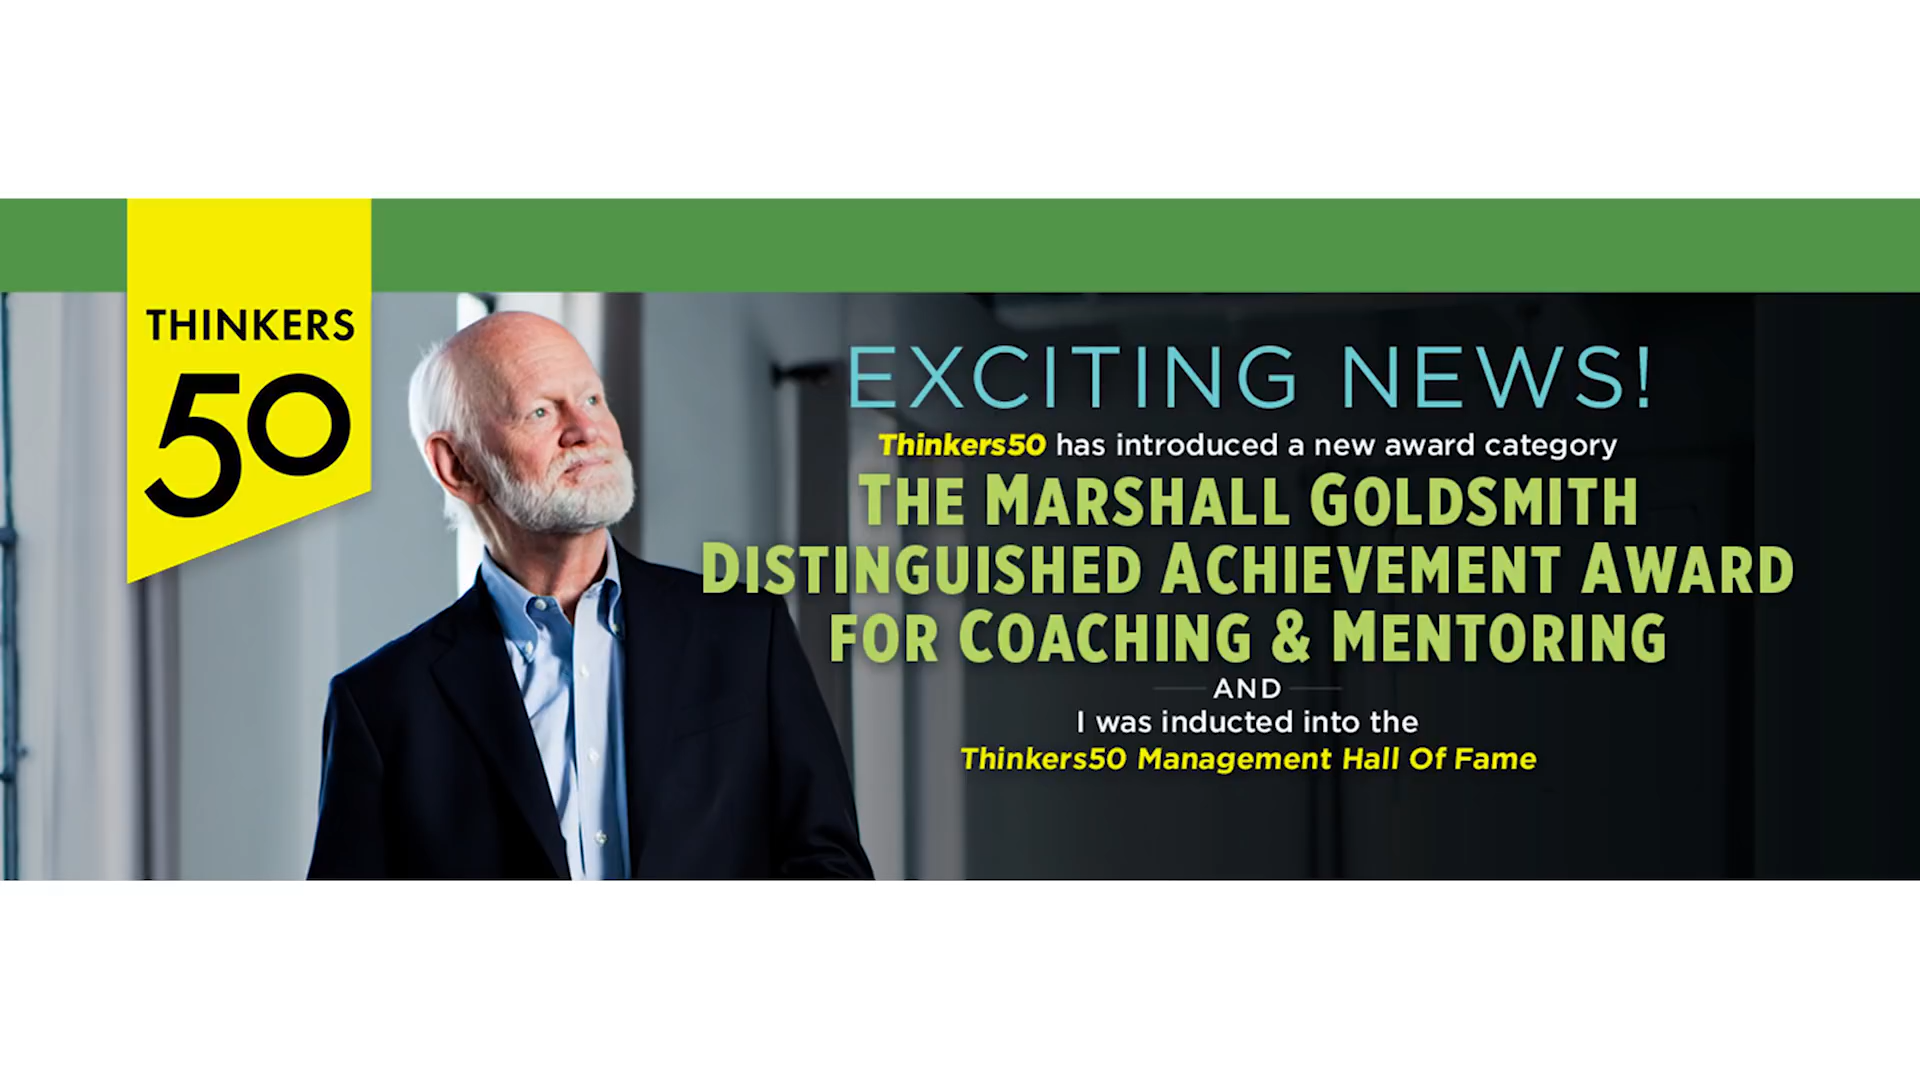 THINKERS
50
EXCITING NEWS!
Thinkers50 has introduced a new award category
THE MARSHALL GOLDSMITH
DISTINGUISHED ACHIEVEMENT AWARD
FOR COACHING & MENTORING
AND
I was inducted into the
Thinkers50 Management Hall Of Fame